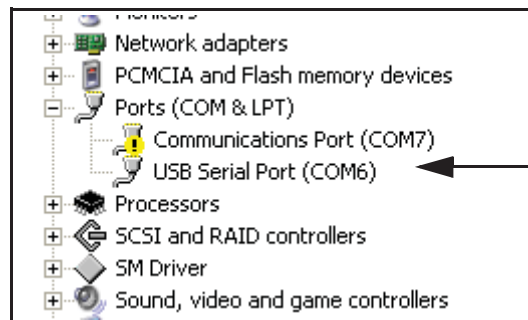 Monitors
Network adapters
PCMCIA and Flash memory devices
Ports (COM & LPT)
Communications Port (COM7)
USB Serial Port (COM6)
Processors
SCSI and RAID controllers
SM Driver
Sound, video and game controllers